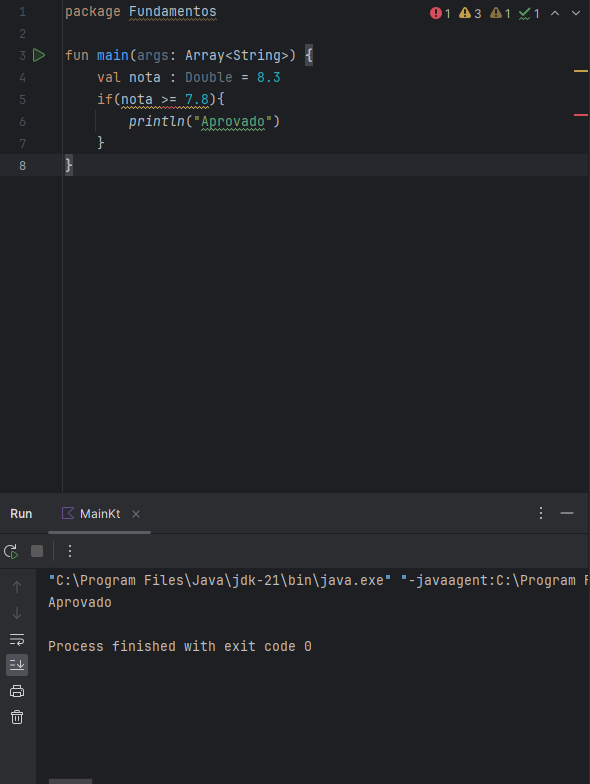 1 package Fundamentos
1 3 1 1
2
3 fun main(args: Array<String>) {
4 val nota : Double = 8.3
5 if(nota >= 7.8){
6 println("Aprovado")
7 }
8 }
Run MainKt
"C:\Program Files\Java\jdk-21\bin\java.exe" "-javaagent:C:\Program F
Aprovado
Process finished with exit code 0